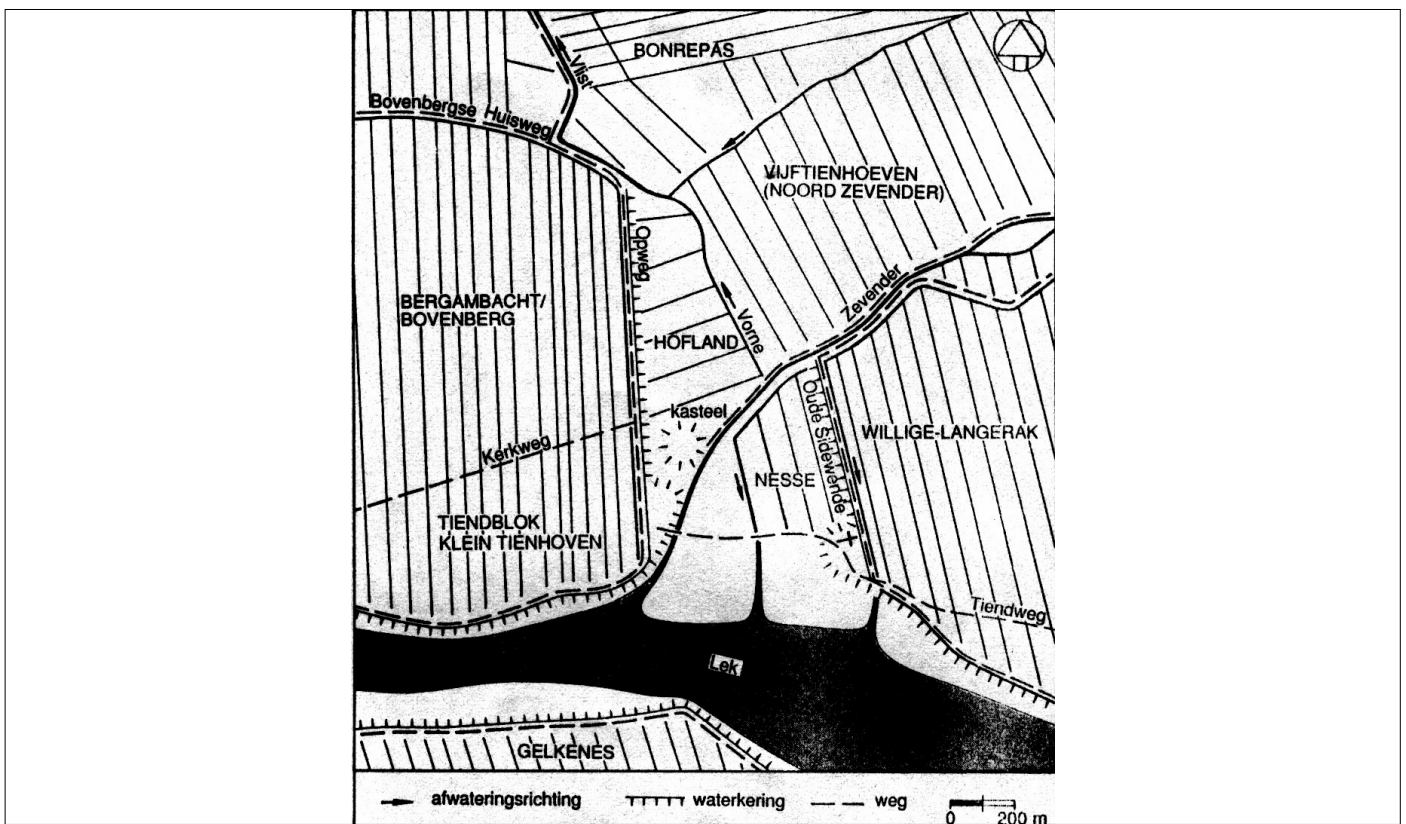 BONREPAS
Vlist
Bovenbergse Huisweg
VIJFTIENHOEVEN
(NOORD ZEVENDER)
Opweg
Zevender
BERGAMBACHT/
BOVENBERG
Vorne
HOFLAND
kasteel
Oude Sidewende
WILLIGE-LANGERAK
Kerkweg
NESSE
TIENDBLOK
KLEIN TIENHOVEN
Tiendweg
Lek
GELKENES
afwateringsrichting waterkering weg
0 200 m